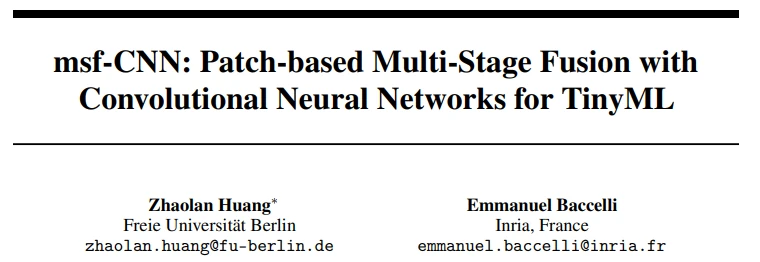 msf-CNN: Patch-based Multi-Stage Fusion with
Convolutional Neural Networks for TinyML
Zhaolan Huang*
Freie Universität Berlin
zhaolan.huang@fu-berlin.de
Emmanuel Baccelli
Inria, France
emmanuel.baccelli@inria.fr